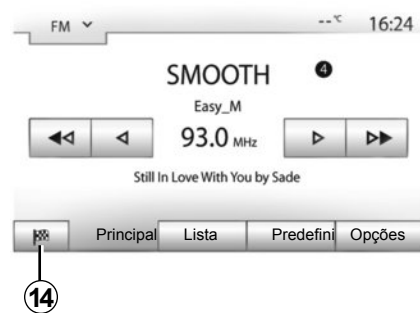 FM --℃ 16:24
SMOOTH 4
Easy_M
93.0 MHz
Still In Love With You by Sade
Principal Lista Predefini Opções
14